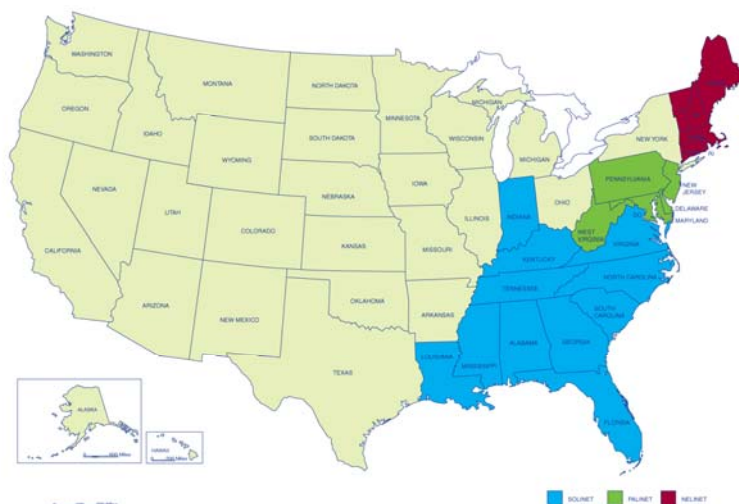 WASHINGTON
MONTANA
NORTH DAKOTA
MINNESOTA
MICHIGAN
OREGON
IDAHO
SOUTH DAKOTA
WISCONSIN
NEW YORK
WYOMING
MICHIGAN
RI
IOWA
PENNSYLVANIA
NEVADA
NEBRASKA
OHIO
NEW
JERSEY
UTAH
ILLINOIS
INDIANA
DELAWARE
COLORADO
DC
MARYLAND
WEST
VIRGINIA
CALIFORNIA
KANSAS
MISSOURI
VIRGINIA
KENTUCKY
NORTH CAROLINA
TENNESSEE
ARIZONA
NEW MEXICO
OKLAHOMA
ARKANSAS
SOUTH
CAROLINA
TEXAS
LOUISIANA
MISSISSIPPI
ALABAMA
GEORGIA
ALASKA
FLORIDA
HAWAII
SOLINET
PALINET
NELINET